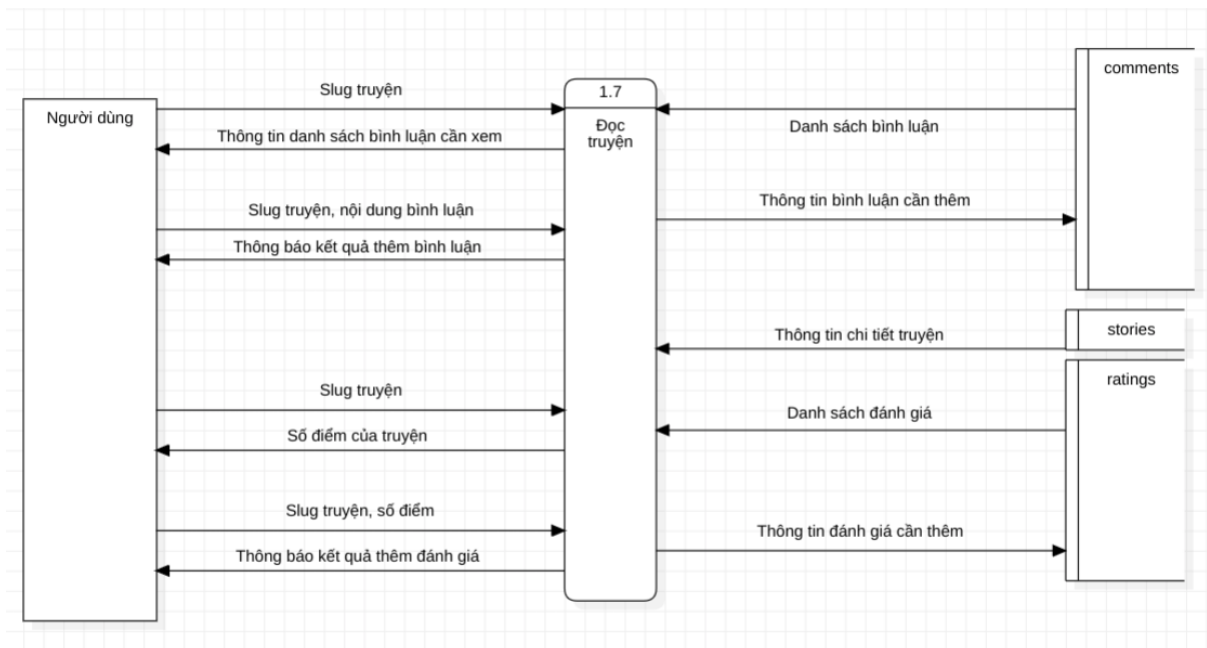 Người dùng
Slug truyện
Thông tin danh sách bình luận cần xem
Slug truyện, nội dung bình luận
Thông báo kết quả thêm bình luận
Slug truyện
Số điểm của truyện
Slug truyện, số điểm
Thông báo kết quả thêm đánh giá
1.7
Đọc
truyện
Danh sách bình luận
Thông tin bình luận cần thêm
Thông tin chi tiết truyện
Danh sách đánh giá
Thông tin đánh giá cần thêm
comments
stories
ratings